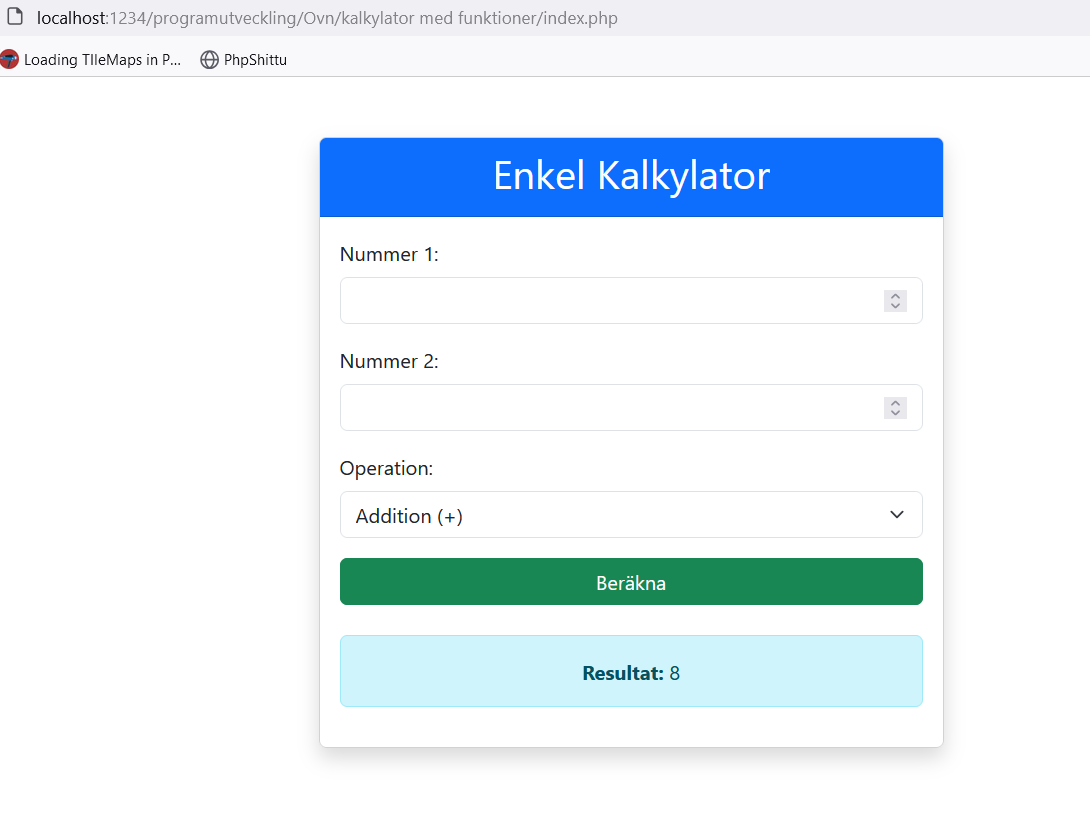 localhost:1234/programutveckling/Ovn/kalkylator med funktioner/index.php
Loading TIleMaps in P... PhpShittu
Enkel Kalkylator
Nummer 1:
Nummer 2:
Operation:
Addition (+)
Beräkna
Resultat: 8